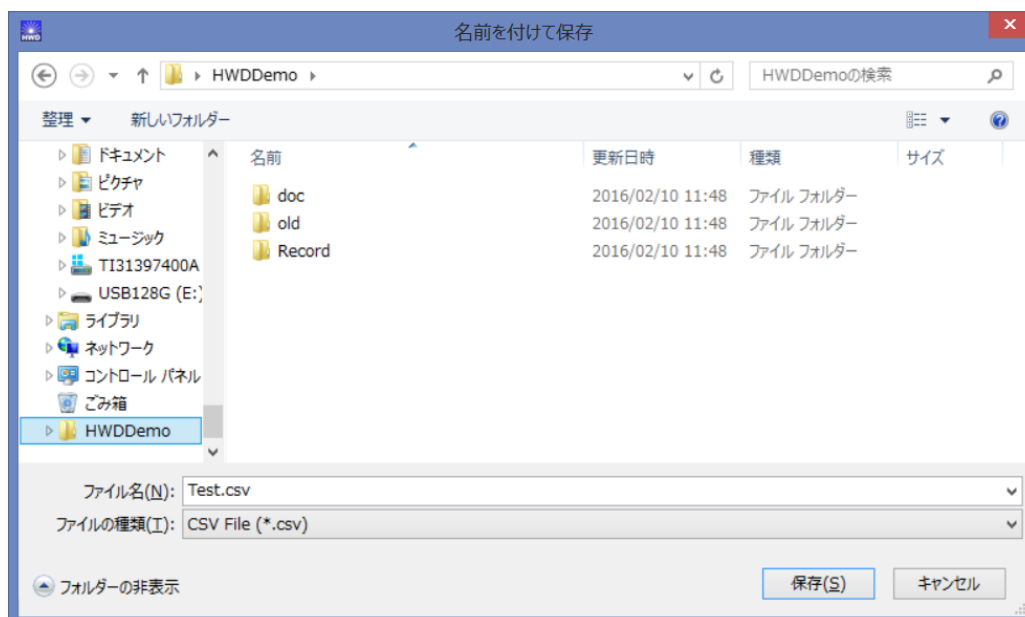 HWD
名前を付けて保存
HWDDemo
HWDDemoの検索
整理
新しいフォルダー
名前
更新日時
種類
サイズ
ドキュメント
ピクチャ
ビデオ
ミュージック
TI31397400A
USB128G (E:)
ライブラリ
ネットワーク
コントロール パネル
ごみ箱
HWDDemo
doc 2016/02/10 11:48 ファイル フォルダー
old 2016/02/10 11:48 ファイル フォルダー
Record 2016/02/10 11:48 ファイル フォルダー
ファイル名(N): Test.csv
ファイルの種類(T): CSV File (*.csv)
フォルダーの非表示
保存(S)
キャンセル